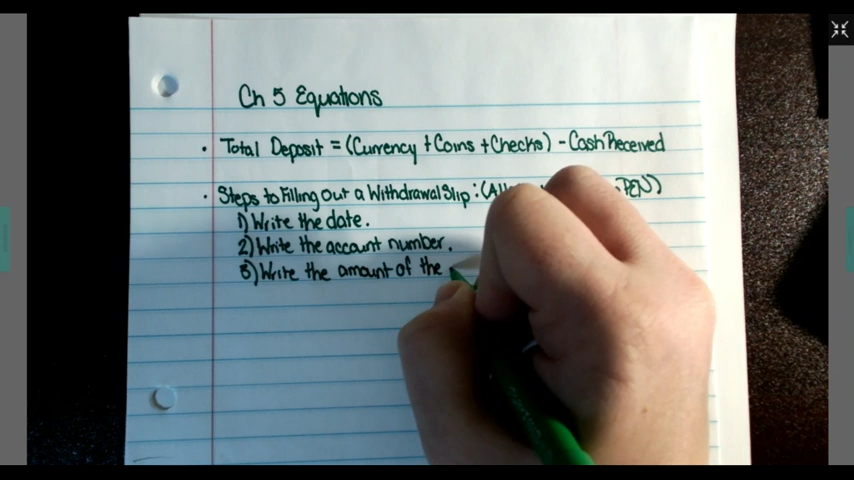 Ch 5 Equations
• Total Deposit = (Currency + Coins + Checks) - Cash Received
• Steps to Filling Out a Withdrawal Slip: PEN)
1) Write the date.
2) Write the account number.
3) Write the amount of the